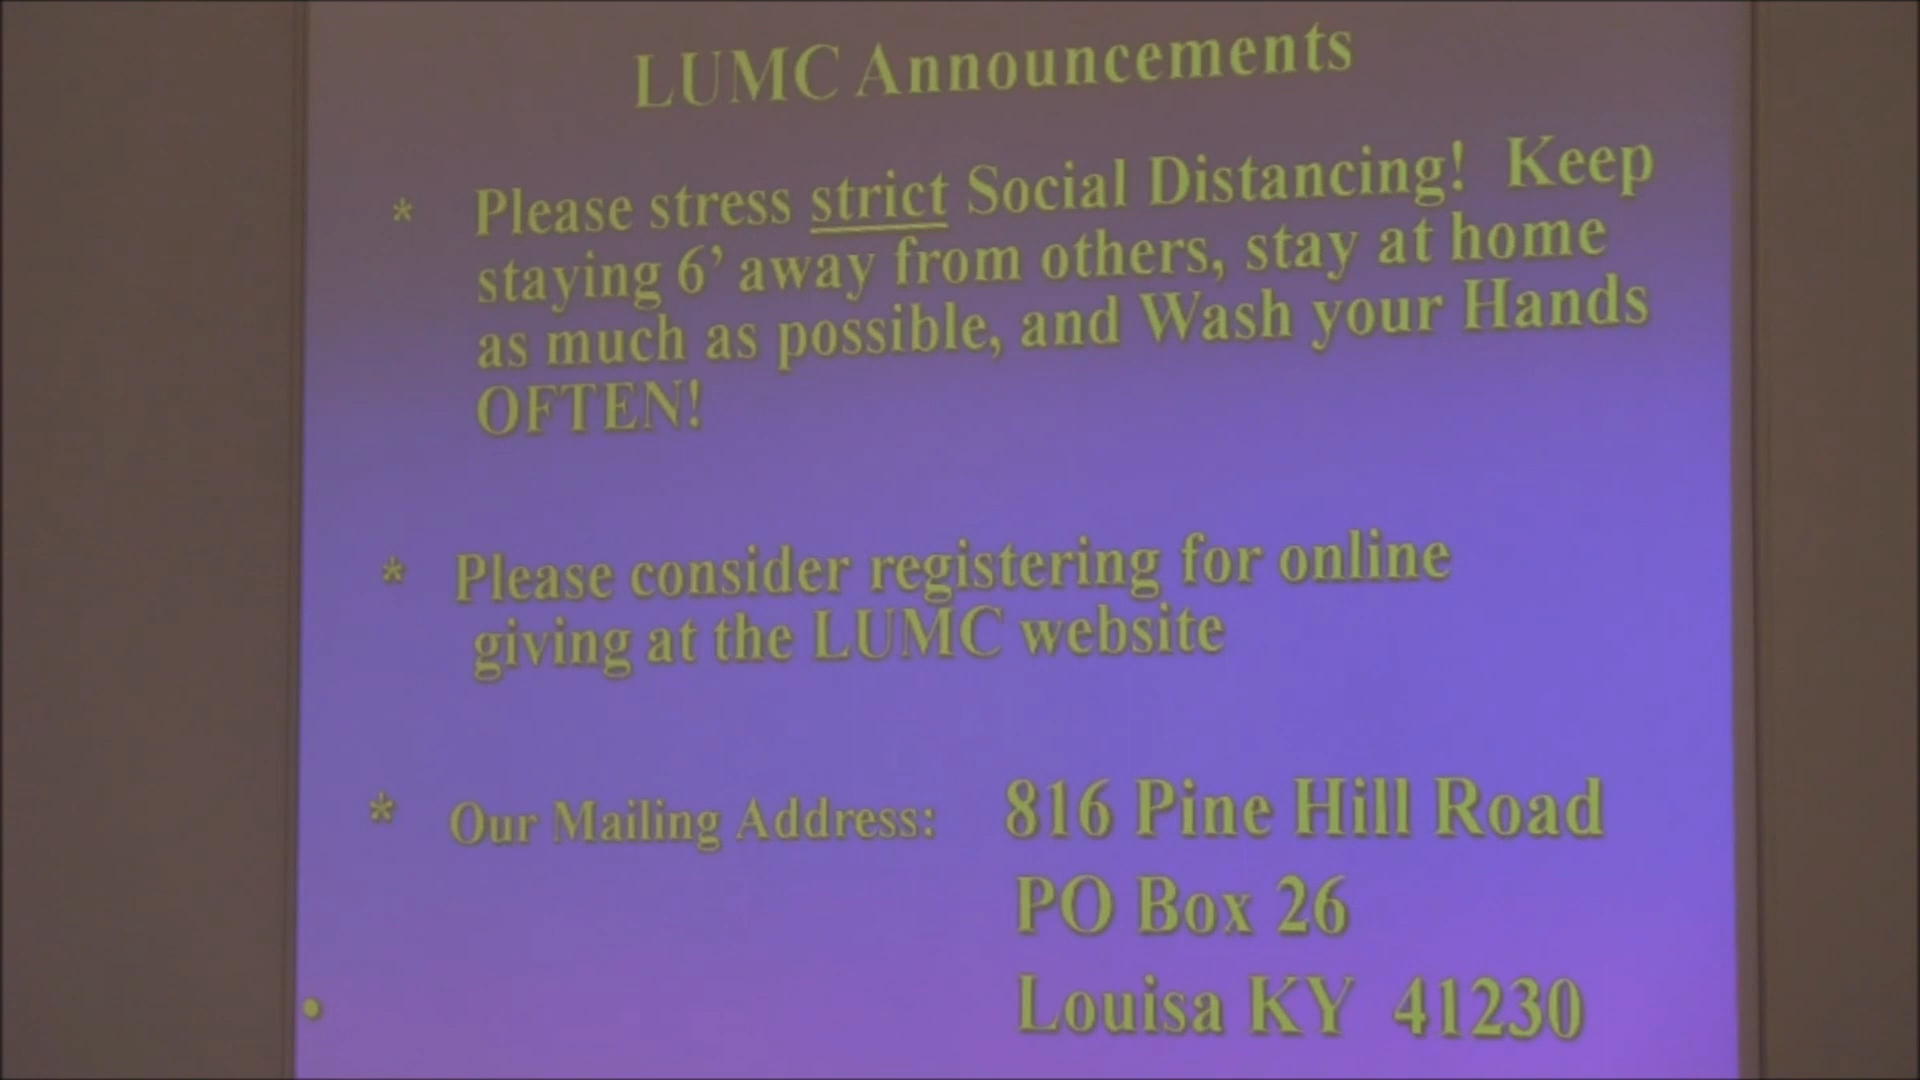 LUMC Announcements
* Please stress strict Social Distancing! Keep
staying 6’ away from others, stay at home
as much as possible, and Wash your Hands
OFTEN!
* Please consider registering for online
giving at the LUMC website
* Our Mailing Address: 816 Pine Hill Road
PO Box 26
• Louisa KY 41230